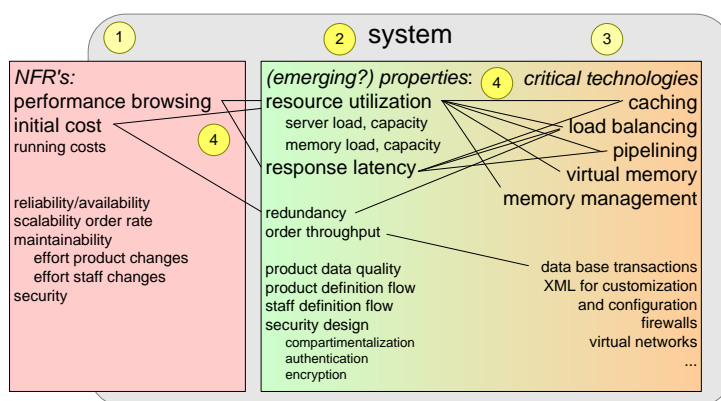 1
2
system
3
NFR's:
performance browsing
initial cost
running costs
4
reliability/availability
scalability order rate
maintainability
effort product changes
effort staff changes
security
(emerging?) properties:
4
resource utilization
server load, capacity
memory load, capacity
response latency
redundancy
order throughput
product data quality
product definition flow
staff definition flow
security design
compartimentalization
authentication
encryption
critical technologies
caching
load balancing
pipelining
virtual memory
memory management
data base transactions
XML for customization
and configuration
firewalls
virtual networks
...